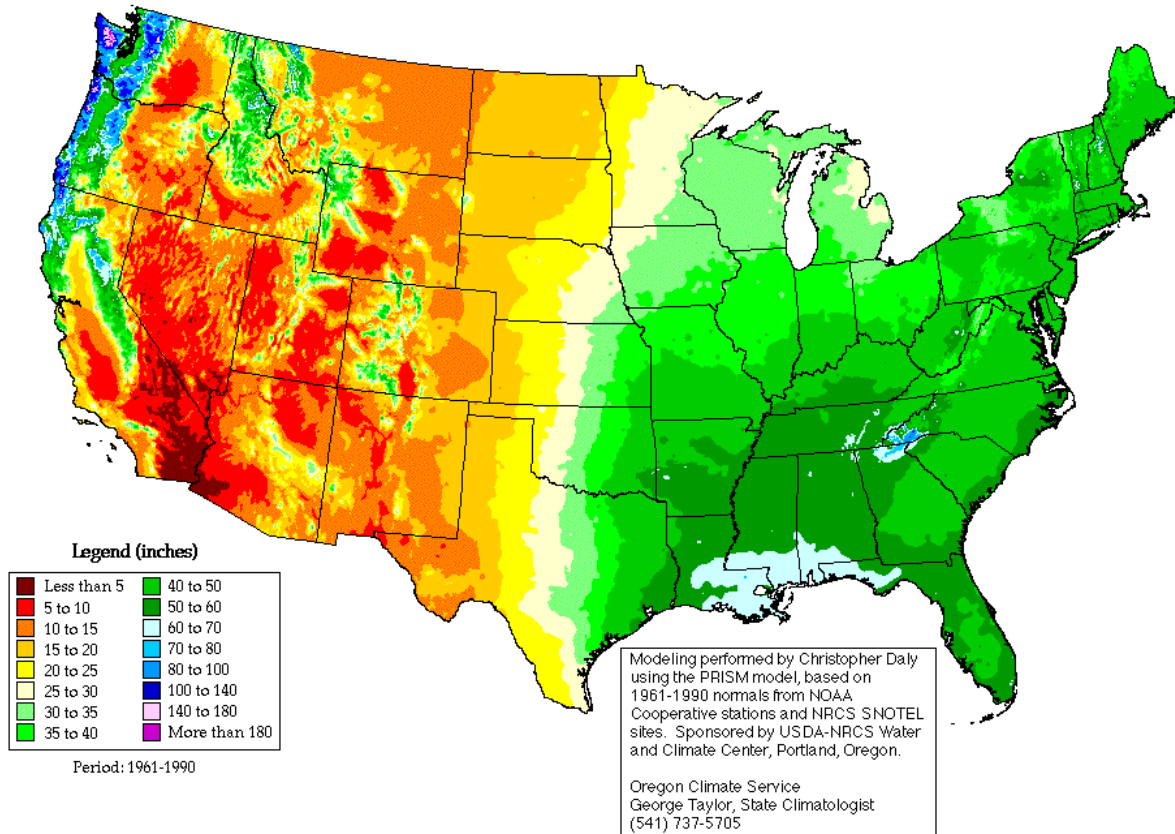 Legend (inches)
Less than 5
5 to 10
10 to 15
15 to 20
20 to 25
25 to 30
30 to 35
35 to 40
40 to 50
50 to 60
60 to 70
70 to 80
80 to 100
100 to 140
140 to 180
More than 180
Period: 1961-1990
Modeling performed by Christopher Daly
using the PRISM model, based on
1961-1990 normals from NOAA
Cooperative stations and NRCS SNOTEL
sites. Sponsored by USDA-NRCS Water
and Climate Center, Portland, Oregon.
Oregon Climate Service
George Taylor, State Climatologist
(541) 737-5705